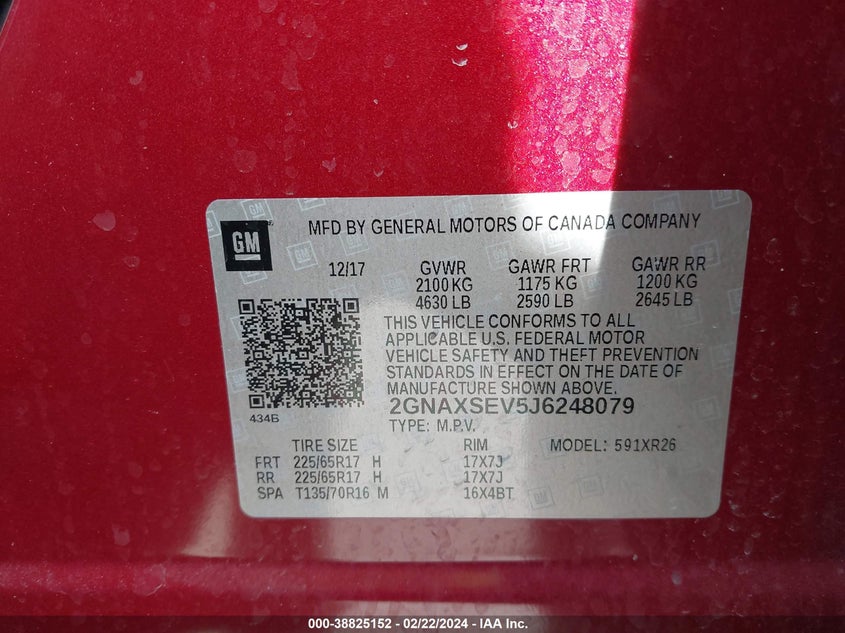 GM
MFD BY GENERAL MOTORS OF CANADA COMPANY
12/17 GVWR GAWR FRT GAWR RR
2100 KG 1175 KG 1200 KG
4630 LB 2590 LB 2645 LB
THIS VEHICLE CONFORMS TO ALL
APPLICABLE U.S. FEDERAL MOTOR
VEHICLE SAFETY AND THEFT PREVENTION
STANDARDS IN EFFECT ON THE DATE OF
MANUFACTURE SHOWN ABOVE.
434B
2GNAXSEV5J6248079
TYPE: M.P.V.
TIRE SIZE RIM MODEL: 591XR26
FRT 225/65R17 H 17X7J
RR 225/65R17 H 17X7J
SPA T135/70R16 M 16X4BT
000-38825152 - 02/22/2024 - IAA Inc.